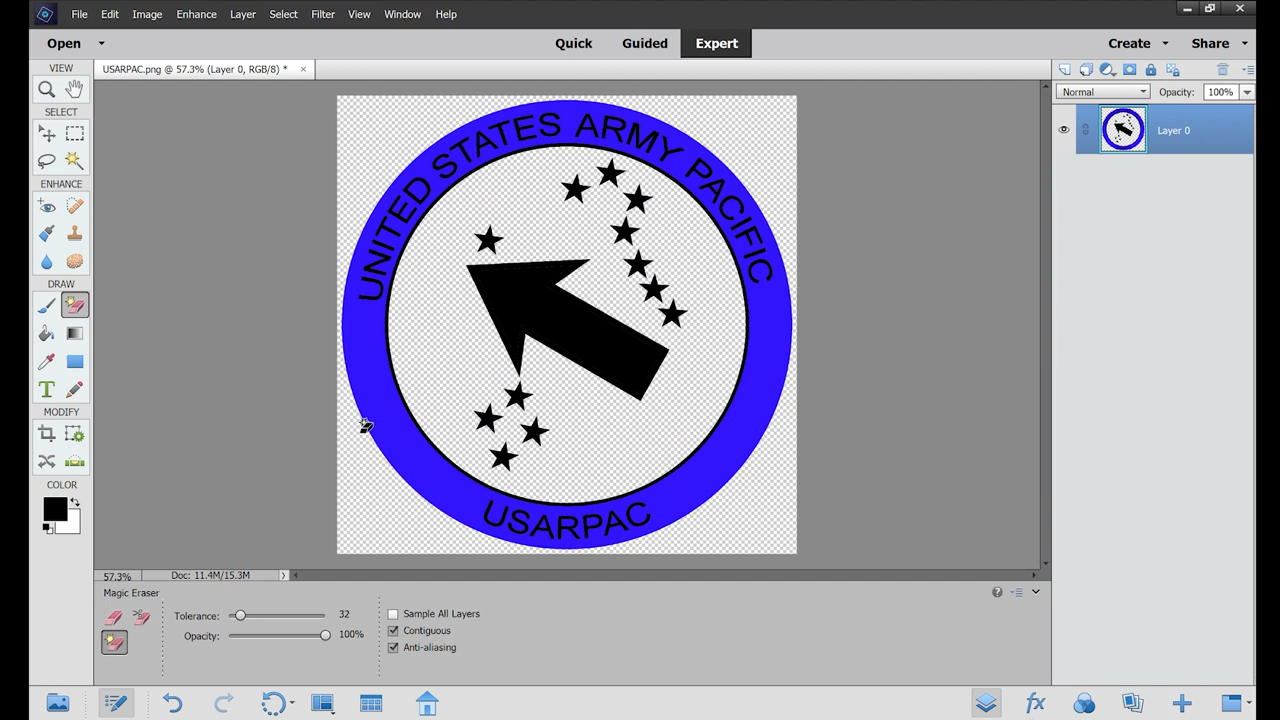 File Edit Image Enhance Layer Select Filter View Window Help
Open Quick Guided Expert Create Share
VIEW
USARPAC.png @ 57.3% (Layer 0, RGB/8) * ×
Normal Opacity: 100%
SELECT
Layer 0
ENHANCE
DRAW
T
MODIFY
COLOR
UNITED STATES ARMY PACIFIC
USARPAC
57.3% Doc: 11.4M/15.3M
Magic Eraser
Tolerance: 32
Opacity: 100%
Sample All Layers
Contiguous
Anti-aliasing
fx